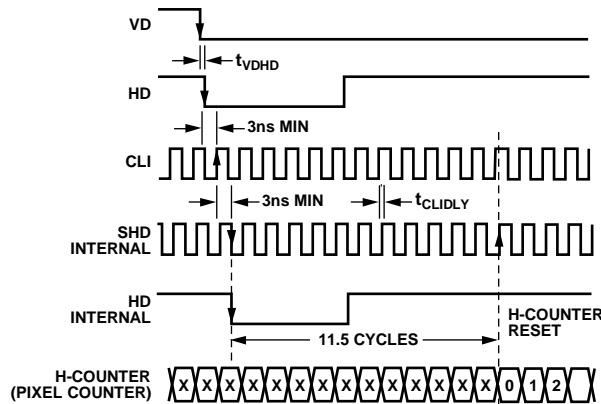 VD
tVDHD
HD
3ns MIN
CLI
3ns MIN
tCLIDLY
SHD
INTERNAL
HD
INTERNAL
H-COUNTER
RESET
11.5 CYCLES
H-COUNTER
(PIXEL COUNTER)
X X X X X X X X X X X X X X 0 1 2